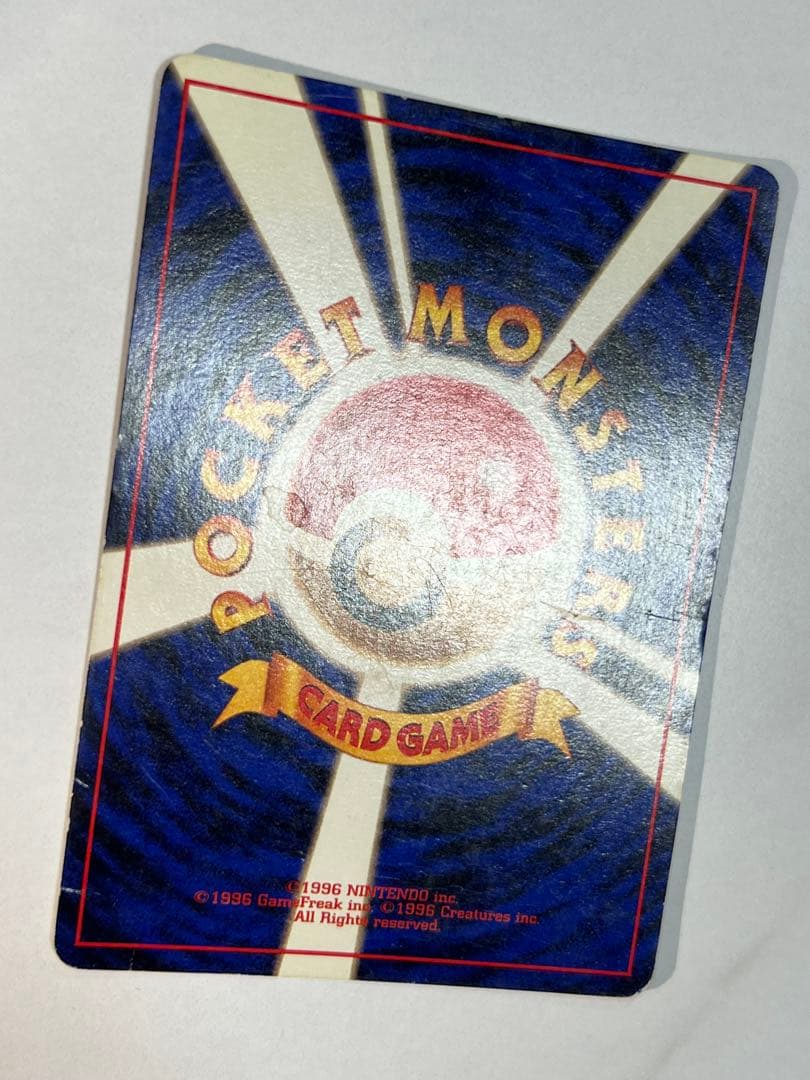 POCKET MONSTERS
CARD GAME
©1996 NINTENDO inc.
©1996 GameFreak inc. ©1996 Creatures inc.
All Rights reserved.